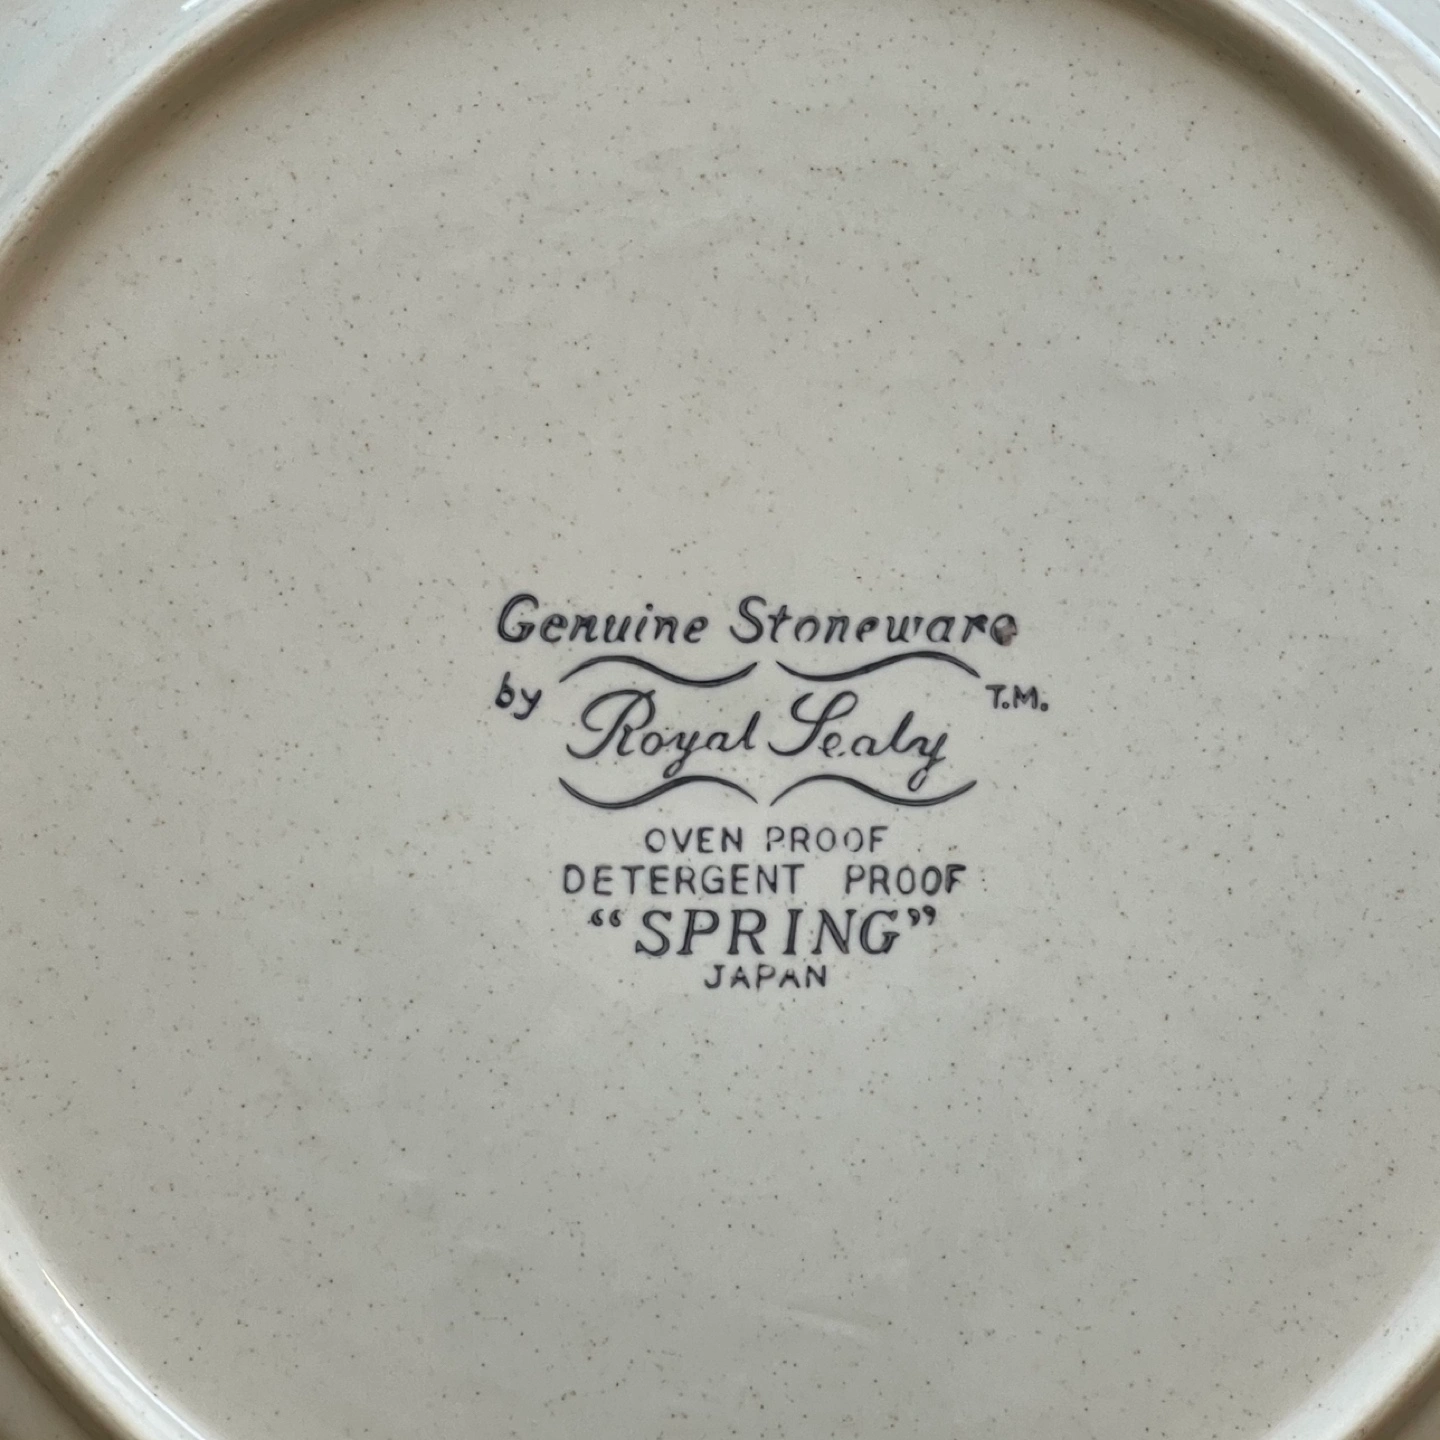 Genuine Stoneware
by Royal Sealy T.M.
OVEN PROOF
DETERGENT PROOF
“SPRING”
JAPAN